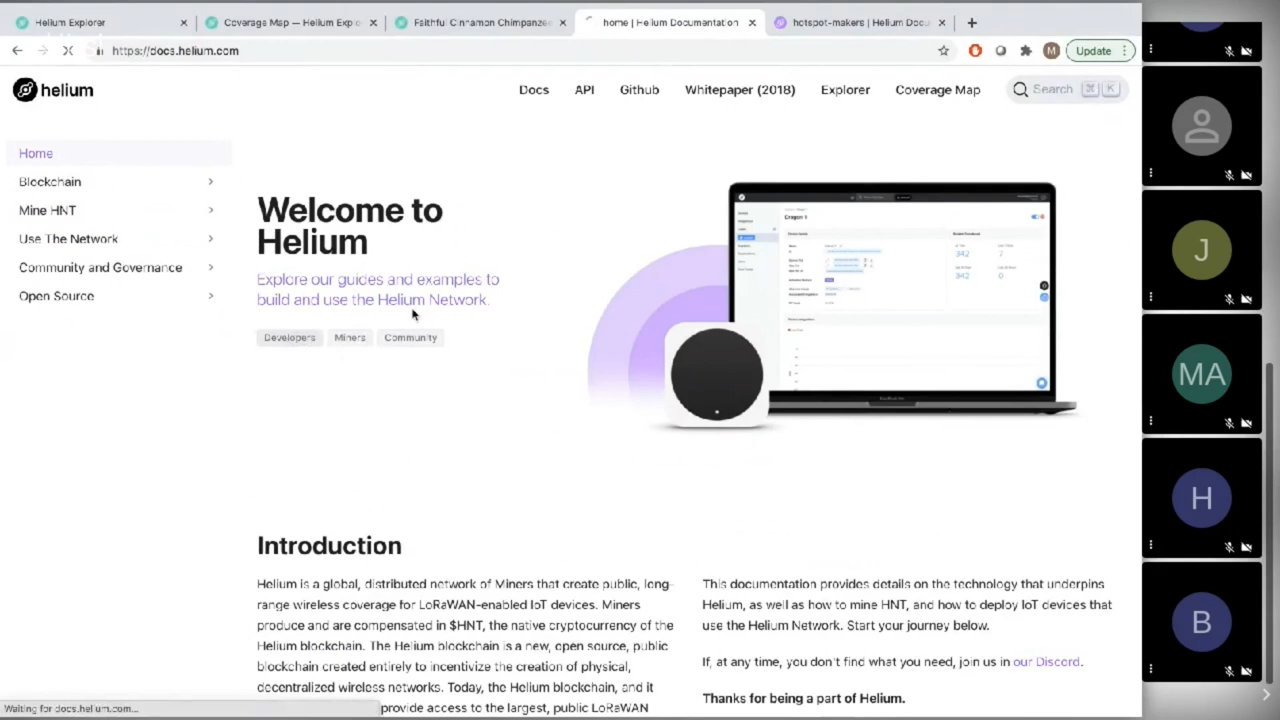 Helium Explorer
Coverage Map — Helium Explo
Faithful Cinnamon Chimpanzee
home | Helium Documentation
hotspot-makers | Helium Docu
https://docs.helium.com
M
Update
helium
Docs
API
Github
Whitepaper (2018)
Explorer
Coverage Map
Search
⌘
K
Home
Blockchain
Mine HNT
Use The Network
Community and Governance
Open Source
Welcome to
Helium
Explore our guides and examples to
build and use the Helium Network.
Developers
Miners
Community
Dragon 1
342
7
342
0
Introduction
Helium is a global, distributed network of Miners that create public, long-
range wireless coverage for LoRaWAN-enabled IoT devices. Miners
produce and are compensated in $HNT, the native cryptocurrency of the
Helium blockchain. The Helium blockchain is a new, open source, public
blockchain created entirely to incentivize the creation of physical,
decentralized wireless networks. Today, the Helium blockchain, and it
provide access to the largest, public LoRaWAN
This documentation provides details on the technology that underpins
Helium, as well as how to mine HNT, and how to deploy IoT devices that
use the Helium Network. Start your journey below.
If, at any time, you don't find what you need, join us in our Discord.
Thanks for being a part of Helium.
Waiting for docs.helium.com...
J
MA
H
B